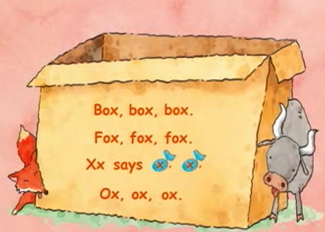 Box, box, box.
Fox, fox, fox.
Xx says x. x.
Ox, ox, ox.